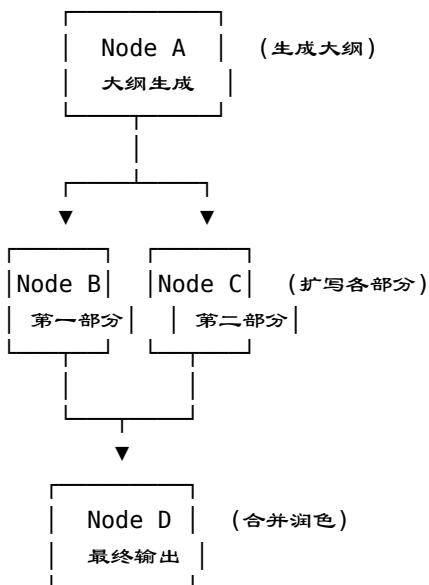 Node A (生成大纲)
大纲生成
Node B Node C (扩写各部分)
第一部分 第二部分
Node D (合并润色)
最终输出